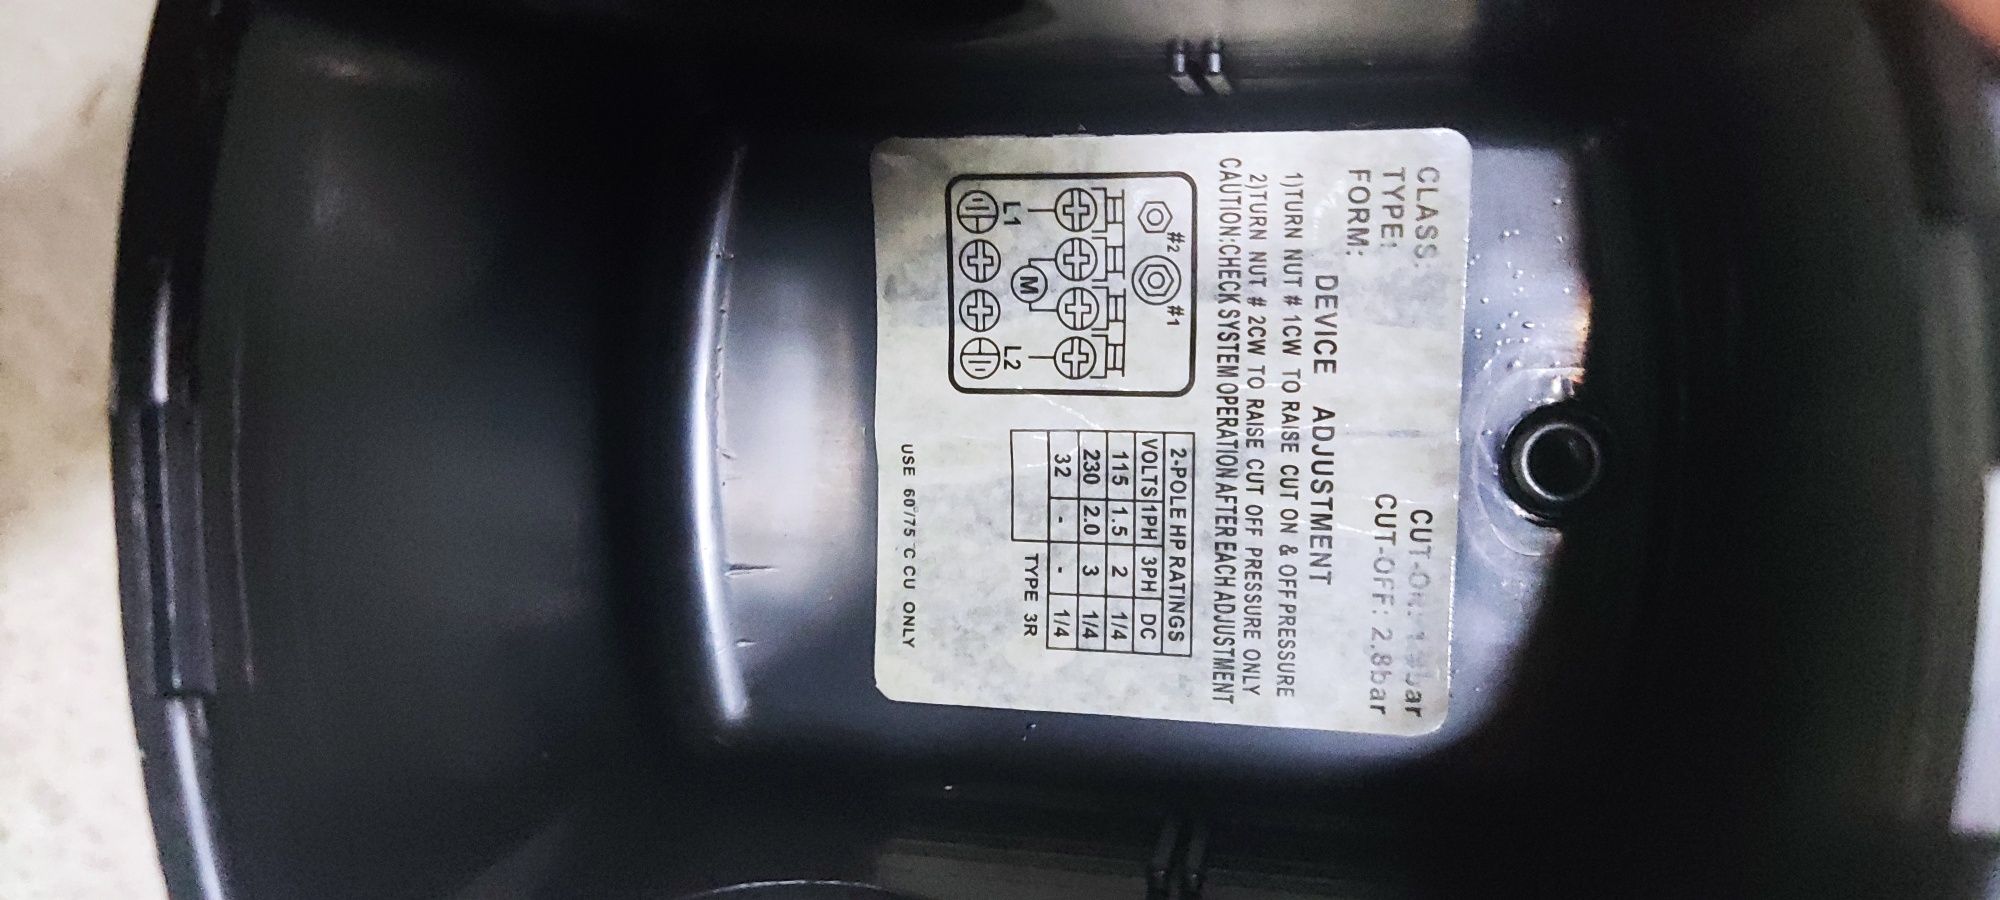 CLASS:
TYPE:
FORM:
CUT-ON: bar
CUT-OFF: 2,8bar
DEVICE ADJUSTMENT
1)TURN NUT # 1CW TO RAISE CUT ON & OFF PRESSURE
2)TURN NUT # 2CW TO RAISE CUT OFF PRESSURE ONLY
CAUTION:CHECK SYSTEM OPERATION AFTER EACH ADJUSTMENT
#2 #1
M
L1 L2
2-POLE HP RATINGS
VOLTS 1PH 3PH DC
115 1.5 2 1/4
230 2.0 3 1/4
32 - - 1/4
TYPE 3R
USE 60°/75°C CU ONLY